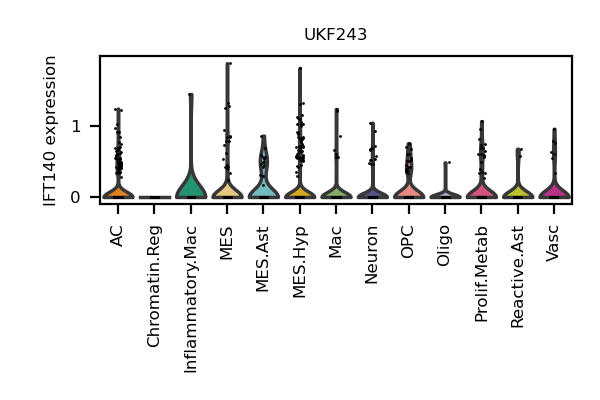 UKF243
IFT140 expression
1
0
AC
Chromatin.Reg
Inflammatory.Mac
MES
MES.Ast
MES.Hyp
Mac
Neuron
OPC
Oligo
Prolif.Metab
Reactive.Ast
Vasc